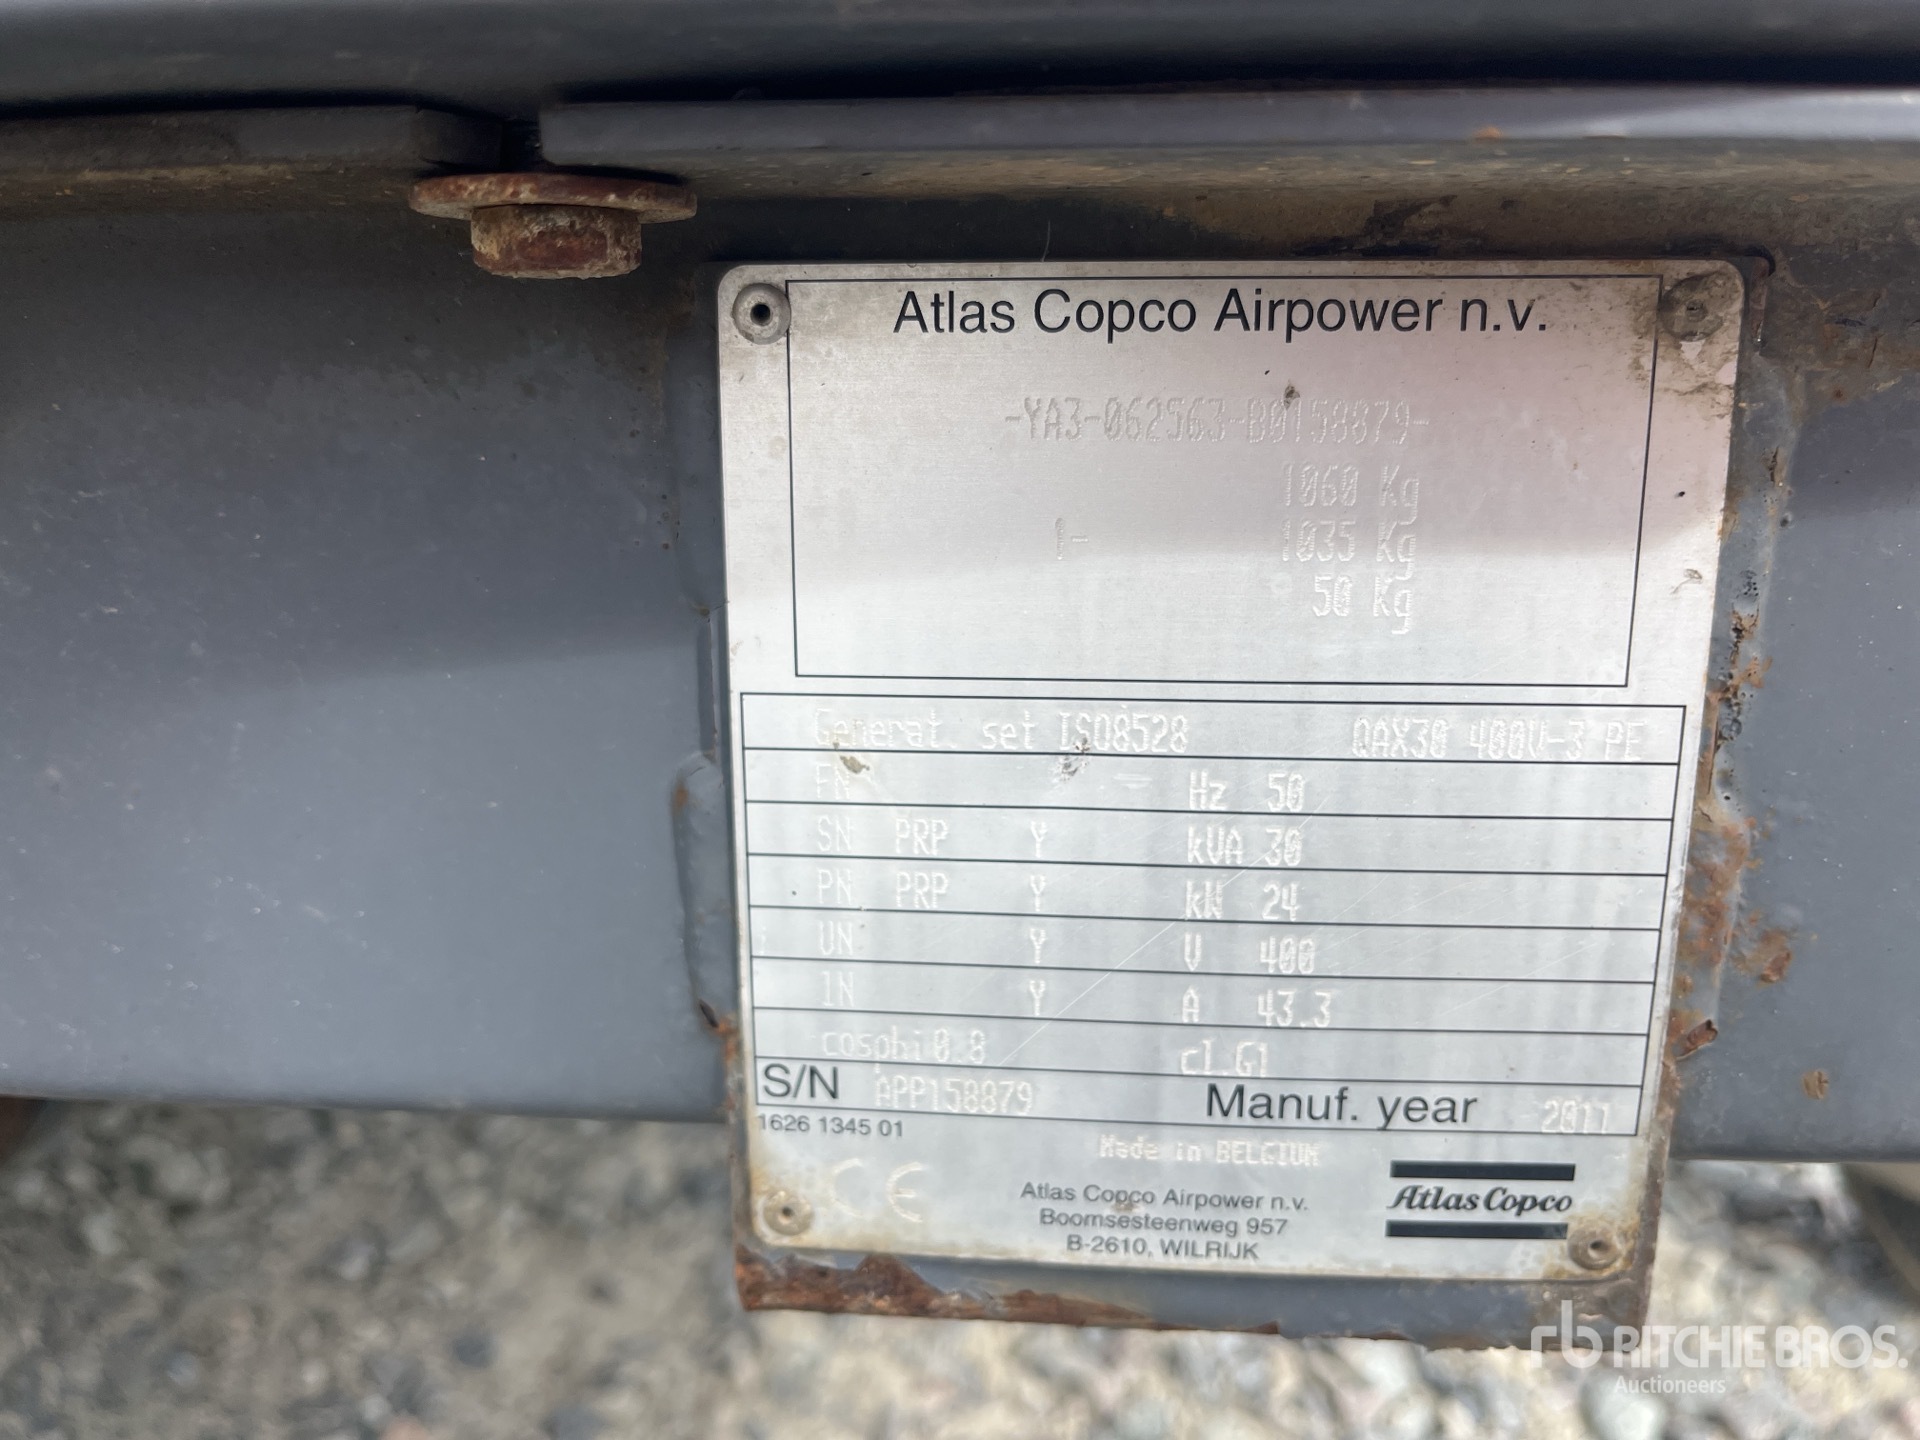 Atlas Copco Airpower n.v.
-YA3-062563-B0158879-
1060 Kg
1- 1035 Kg
50 Kg
Generat. set ISO8528 QAX30 400V-3 PE
FN Hz 50
SN PRP Y kVA 30
PN PRP Y kW 24
UN Y V 400
IN Y A 43.3
cosphi 0.8 cl.G1
S/N APP158879 Manuf. year 2017
1626 1345 01
Made in BELGIUM
CE
Atlas Copco Airpower n.v.
Boomsesteenweg 957
B-2610, WILRIJK
Atlas Copco
rb RITCHIE BROS.
Auctioneers